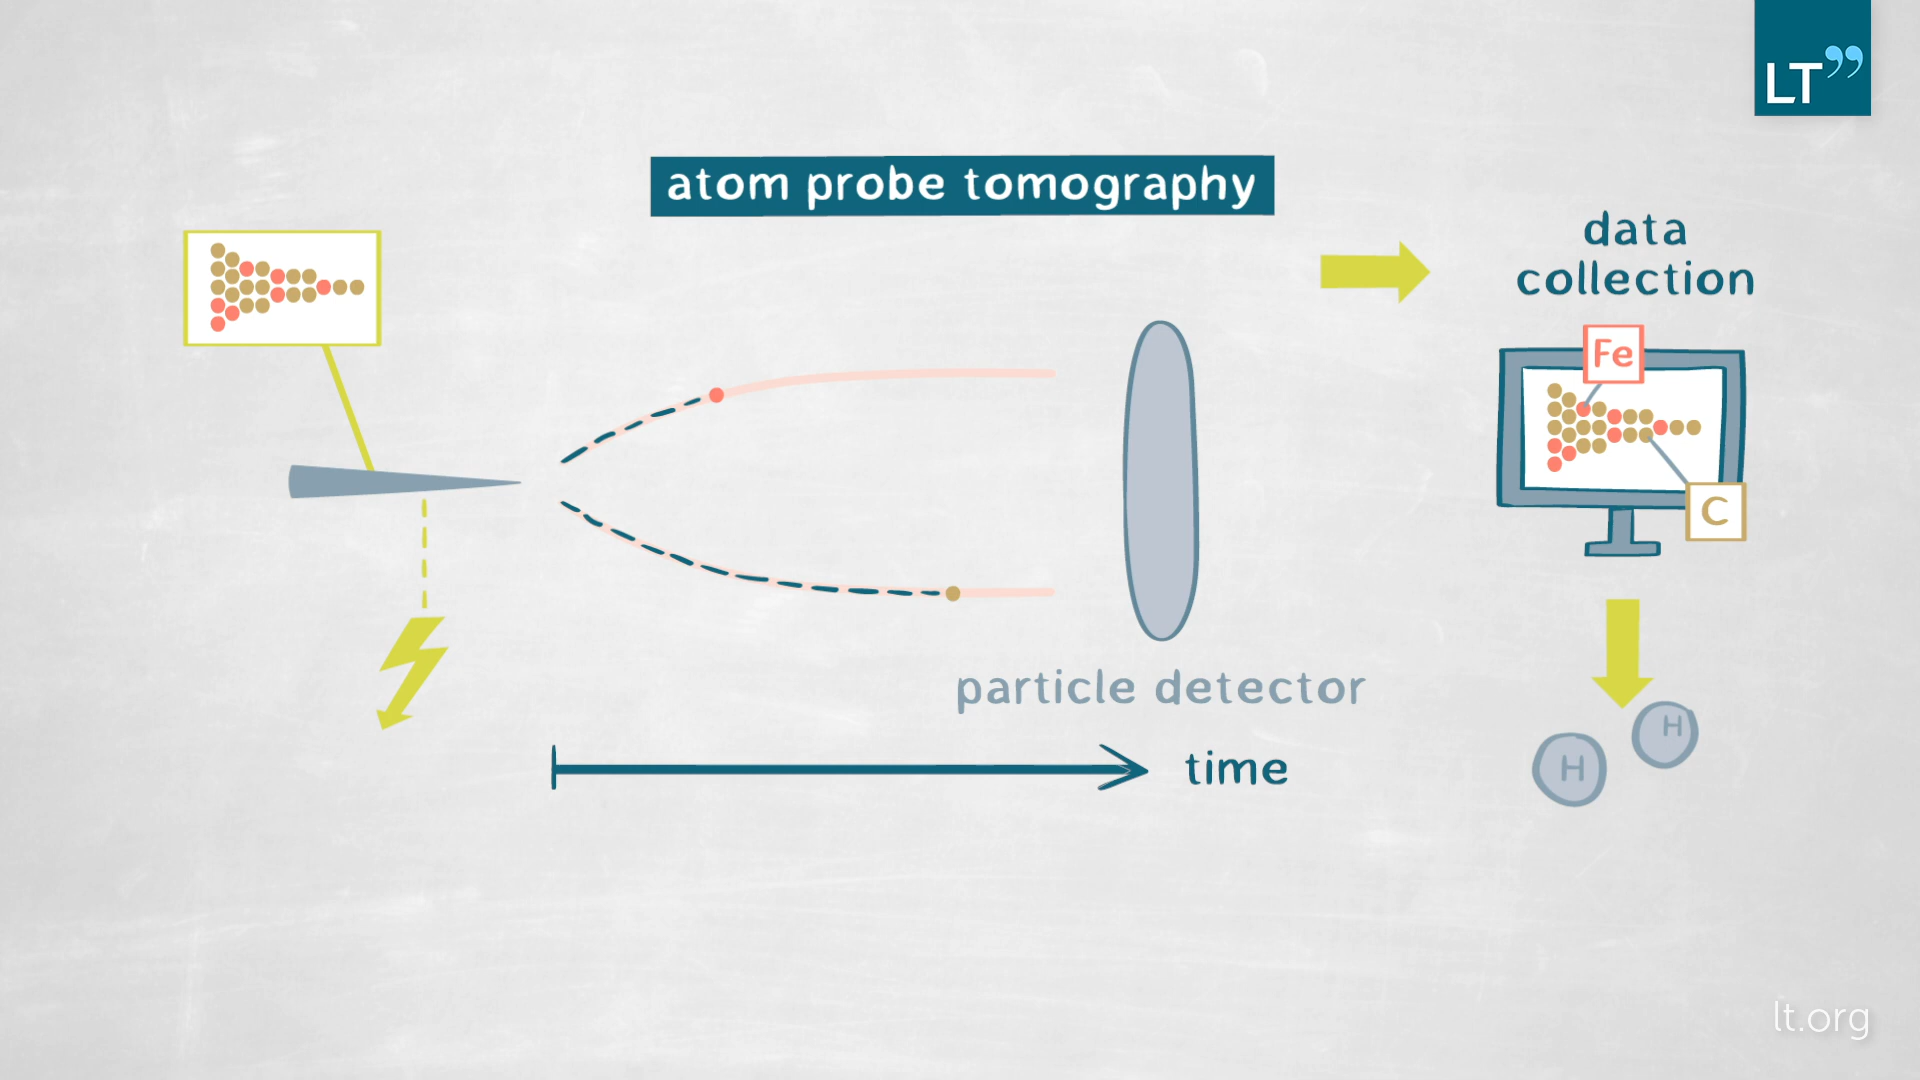 LT”
atom probe tomography
data
collection
Fe
C
particle detector
time
H
H
lt.org